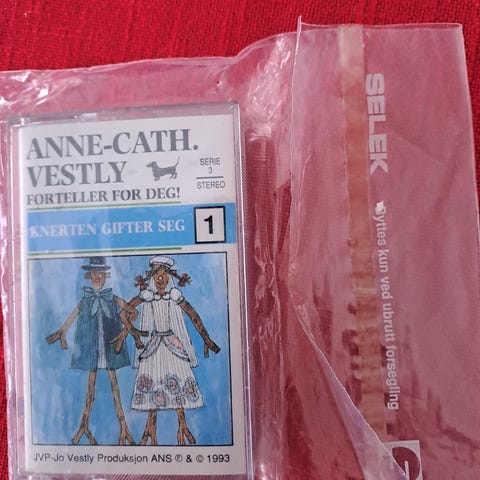 ANNE-CATH.
VESTLY
SERIE
3
STEREO
FORTELLER FOR DEG!
KNERTEN GIFTER SEG
1
JVP-Jo Vestly Produksjon ANS ℗ & © 1993
SELEK
Byttes kun ved ubrutt forsegling